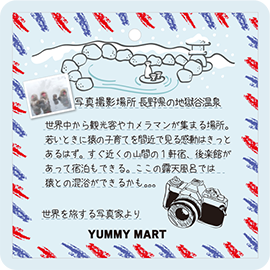 写真撮影場所 長野県の地獄谷温泉
世界中から観光客やカメラマンが集まる場所。
若いときに猿の子育てを間近で見る感動はきっと
あるはず。すぐ近くの山間の1軒宿、後楽館が
あって宿泊もできる。ここの露天風呂では
猿との混浴ができるかも。。。
世界を旅する写真家より
YUMMY MART